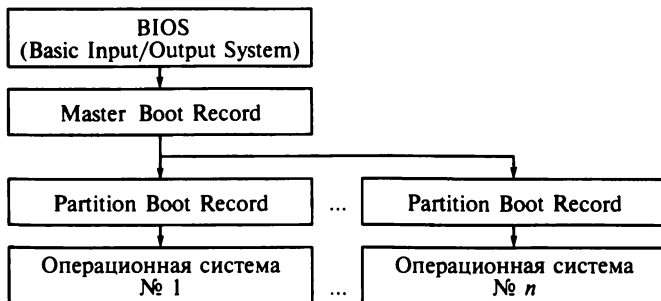 BIOS
(Basic Input/Output System)
Master Boot Record
Partition Boot Record ... Partition Boot Record
Операционная система Операционная система
№ 1 ... № n